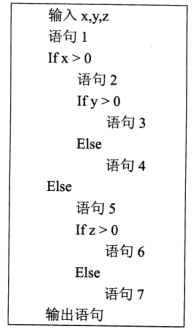 输入 x,y,z
语句 1
If x > 0
语句 2
If y > 0
语句 3
Else
语句 4
Else
语句 5
If z > 0
语句 6
Else
语句 7
输出语句